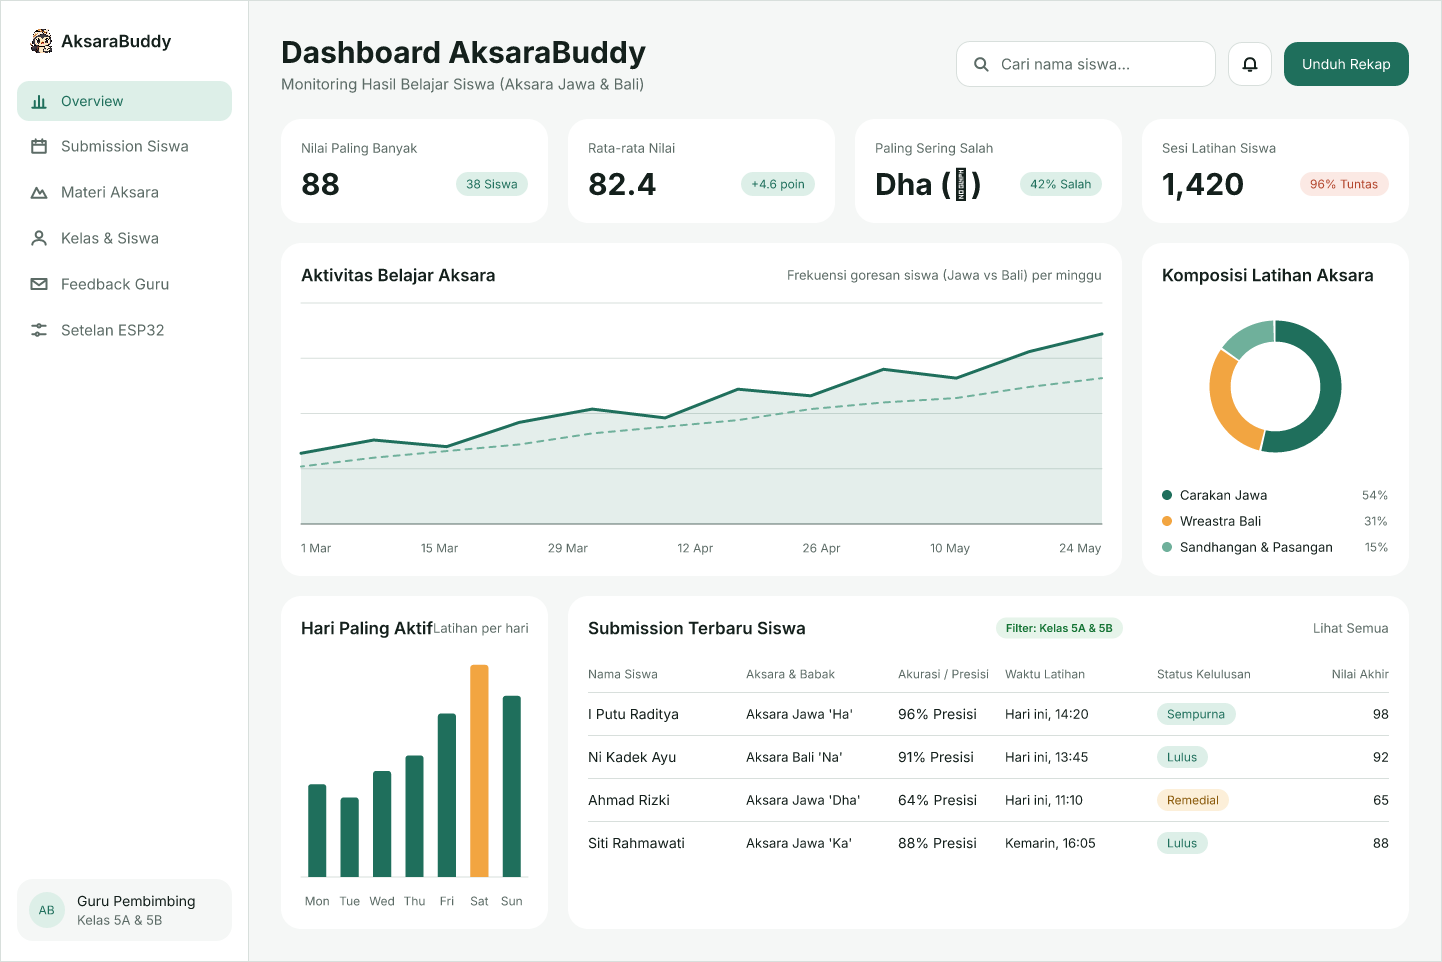 AksaraBuddy
Overview
Submission Siswa
Materi Aksara
Kelas & Siswa
Feedback Guru
Setelan ESP32
AB
Guru Pembimbing
Kelas 5A & 5B
Dashboard AksaraBuddy
Monitoring Hasil Belajar Siswa (Aksara Jawa & Bali)
Cari nama siswa...
Unduh Rekap
Nilai Paling Banyak
88
38 Siswa
Rata-rata Nilai
82.4
+4.6 poin
Paling Sering Salah
Dha ( )
42% Salah
Sesi Latihan Siswa
1,420
96% Tuntas
Aktivitas Belajar Aksara
Frekuensi goresan siswa (Jawa vs Bali) per minggu
1 Mar 15 Mar 29 Mar 12 Apr 26 Apr 10 May 24 May
Komposisi Latihan Aksara
Carakan Jawa 54%
Wreastra Bali 31%
Sandhangan & Pasangan 15%
Hari Paling Aktif Latihan per hari
Mon Tue Wed Thu Fri Sat Sun
Submission Terbaru Siswa
Filter: Kelas 5A & 5B
Lihat Semua
Nama Siswa Aksara & Babak Akurasi / Presisi Waktu Latihan Status Kelulusan Nilai Akhir
I Putu Raditya Aksara Jawa 'Ha' 96% Presisi Hari ini, 14:20 Sempurna 98
Ni Kadek Ayu Aksara Bali 'Na' 91% Presisi Hari ini, 13:45 Lulus 92
Ahmad Rizki Aksara Jawa 'Dha' 64% Presisi Hari ini, 11:10 Remedial 65
Siti Rahmawati Aksara Jawa 'Ka' 88% Presisi Kemarin, 16:05 Lulus 88